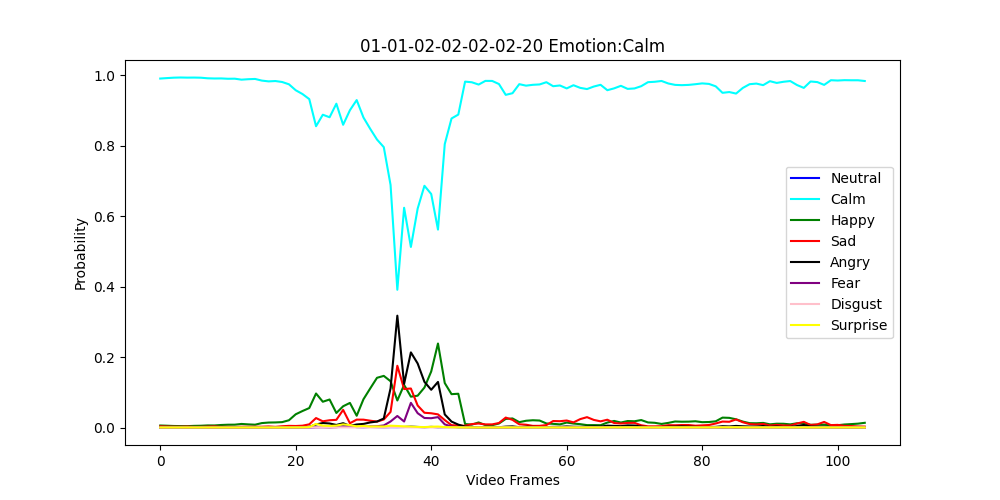 01-01-02-02-02-02-20 Emotion:Calm
1.0
0.8
0.6
0.4
0.2
0.0
Probability
0 20 40 60 80 100
Video Frames
Neutral
Calm
Happy
Sad
Angry
Fear
Disgust
Surprise